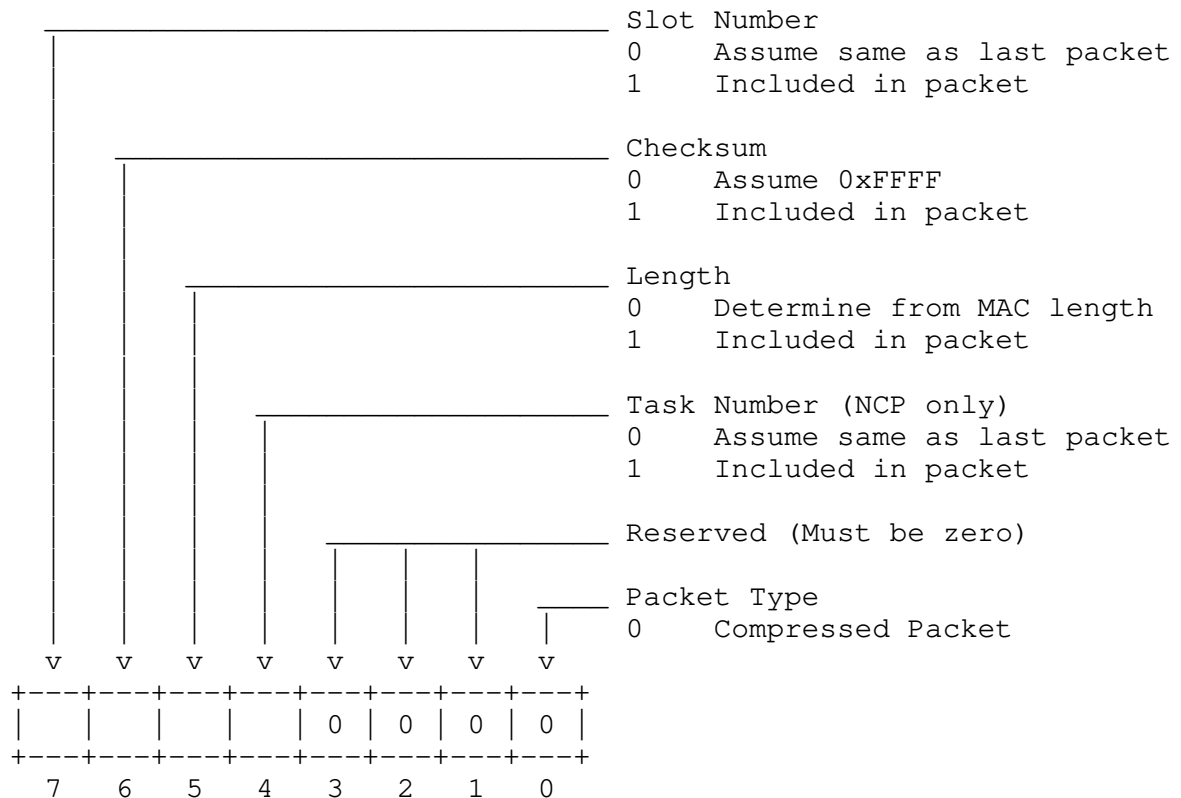 Slot Number
0    Assume same as last packet
1    Included in packet
Checksum
0    Assume 0xFFFF
1    Included in packet
Length
0    Determine from MAC length
1    Included in packet
Task Number (NCP only)
0    Assume same as last packet
1    Included in packet
Reserved (Must be zero)
Packet Type
0    Compressed Packet
v   v   v   v   v   v   v   v
+---+---+---+---+---+---+---+---+
|   |   |   |   | 0 | 0 | 0 | 0 |
+---+---+---+---+---+---+---+---+
7   6   5   4   3   2   1   0